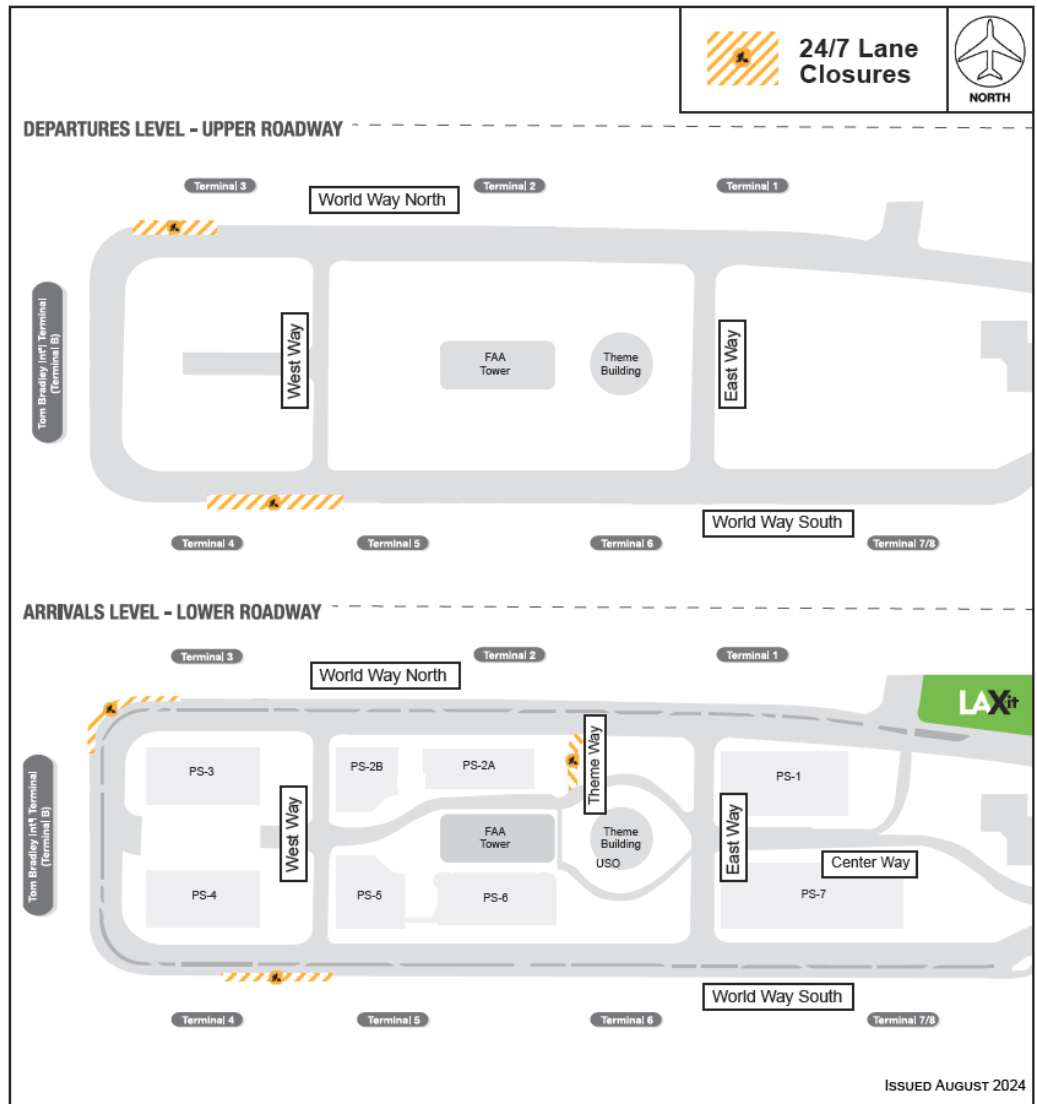 24/7 Lane
Closures
NORTH
DEPARTURES LEVEL - UPPER ROADWAY
Terminal 3
Terminal 2
Terminal 1
World Way North
Tom Bradley Int'l Terminal
(Terminal B)
West Way
FAA
Tower
Theme
Building
East Way
World Way South
Terminal 4
Terminal 5
Terminal 6
Terminal 7/8
ARRIVALS LEVEL - LOWER ROADWAY
Terminal 3
Terminal 2
Terminal 1
World Way North
LAXit
Tom Bradley Int'l Terminal
(Terminal B)
PS-3
PS-2B
PS-2A
Theme Way
PS-1
West Way
FAA
Tower
Theme
Building
USO
East Way
Center Way
PS-4
PS-5
PS-6
PS-7
World Way South
Terminal 4
Terminal 5
Terminal 6
Terminal 7/8
ISSUED AUGUST 2024